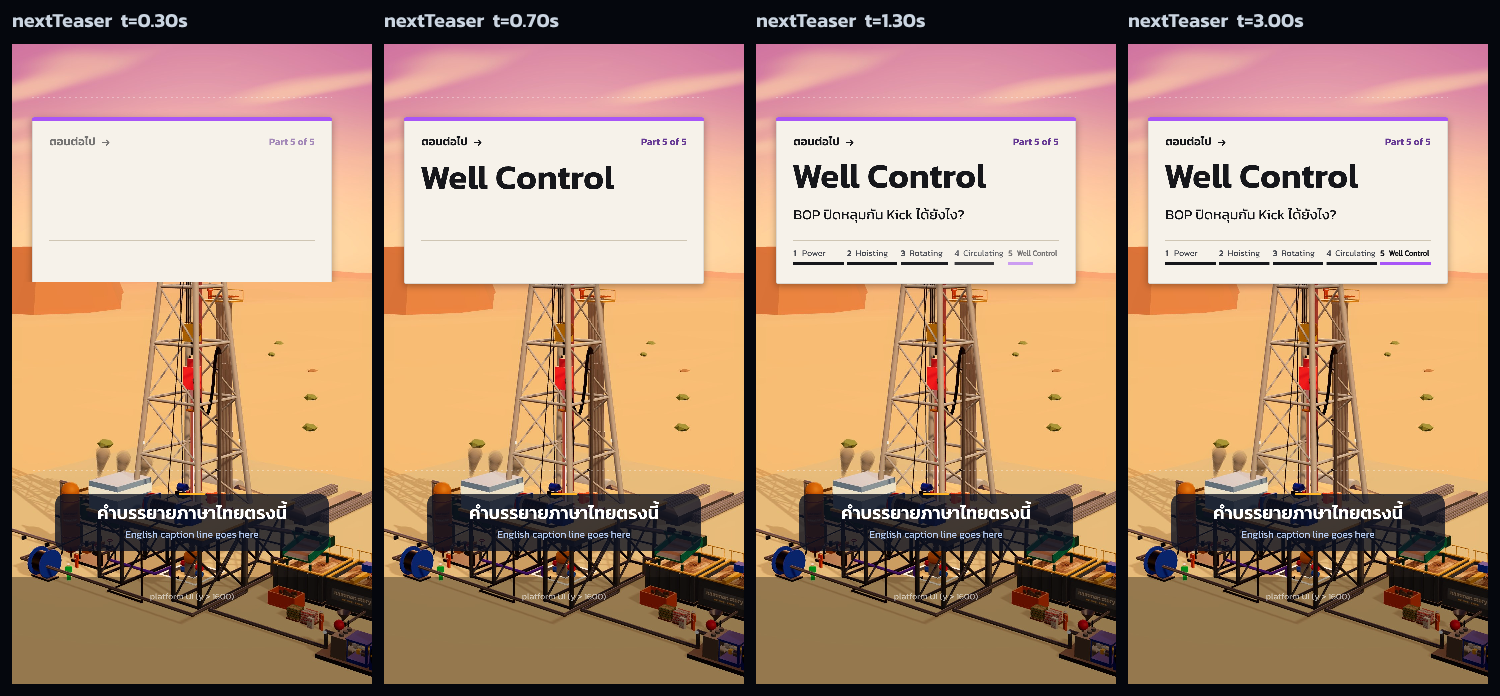 nextTeaser t=0.30s
ตอนต่อไป →
Part 5 of 5
คำบรรยายภาษาไทยตรงนี้
English caption line goes here
platform UI (y > 1600)
nextTeaser t=0.70s
ตอนต่อไป →
Part 5 of 5
Well Control
คำบรรยายภาษาไทยตรงนี้
English caption line goes here
platform UI (y > 1600)
nextTeaser t=1.30s
ตอนต่อไป →
Part 5 of 5
Well Control
BOP ปิดหลุมกัน Kick ได้ยังไง?
1 Power 2 Hoisting 3 Rotating 4 Circulating 5 Well Control
คำบรรยายภาษาไทยตรงนี้
English caption line goes here
platform UI (y > 1600)
nextTeaser t=3.00s
ตอนต่อไป →
Part 5 of 5
Well Control
BOP ปิดหลุมกัน Kick ได้ยังไง?
1 Power 2 Hoisting 3 Rotating 4 Circulating 5 Well Control
คำบรรยายภาษาไทยตรงนี้
English caption line goes here
platform UI (y > 1600)